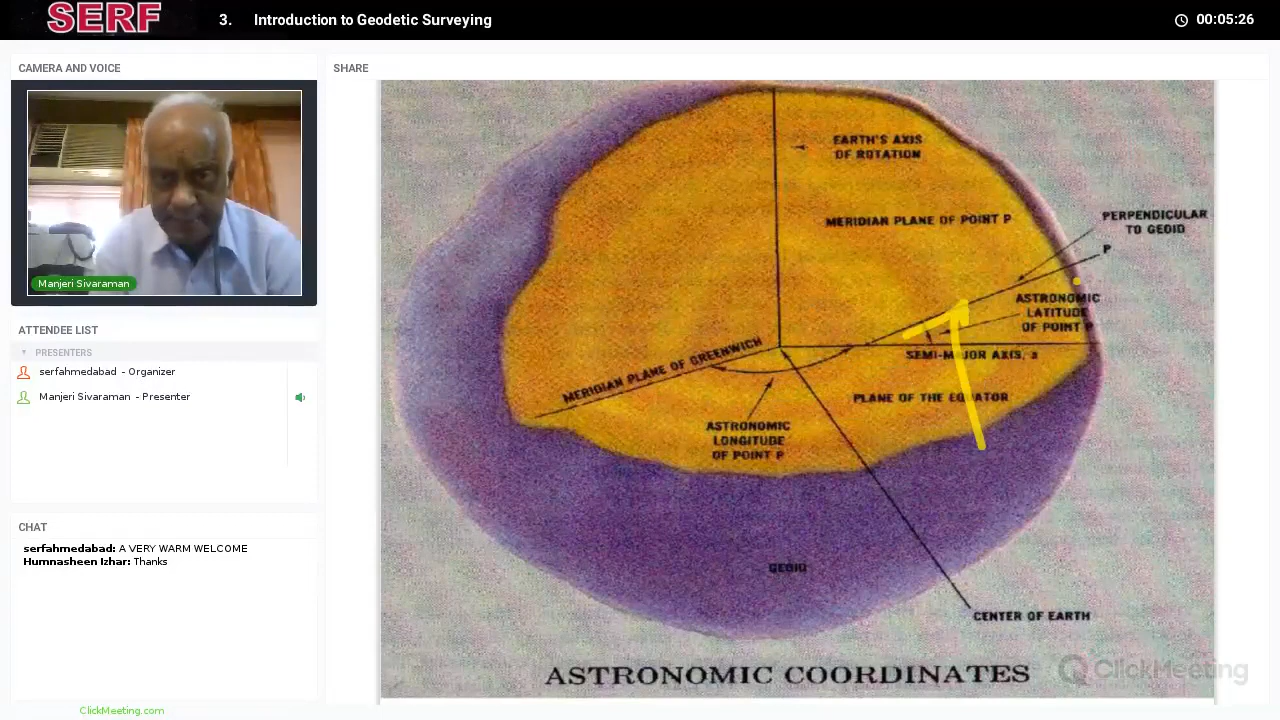 SERF
3. Introduction to Geodetic Surveying
00:05:26
CAMERA AND VOICE
SHARE
Manjeri Sivaraman
ATTENDEE LIST
PRESENTERS
serfahmedabad - Organizer
Manjeri Sivaraman - Presenter
CHAT
serfahmedabad: A VERY WARM WELCOME
Humnasheen Izhar: Thanks
ClickMeeting.com
EARTH'S AXIS
OF ROTATION
MERIDIAN PLANE OF POINT P
PERPENDICULAR
TO GEOID
P
ASTRONOMIC
LATITUDE
OF POINT P
MERIDIAN PLANE OF GREENWICH
SEMI-MAJOR AXIS, a
PLANE OF THE EQUATOR
ASTRONOMIC
LONGITUDE
OF POINT P
GEOID
CENTER OF EARTH
ASTRONOMIC COORDINATES
ClickMeeting